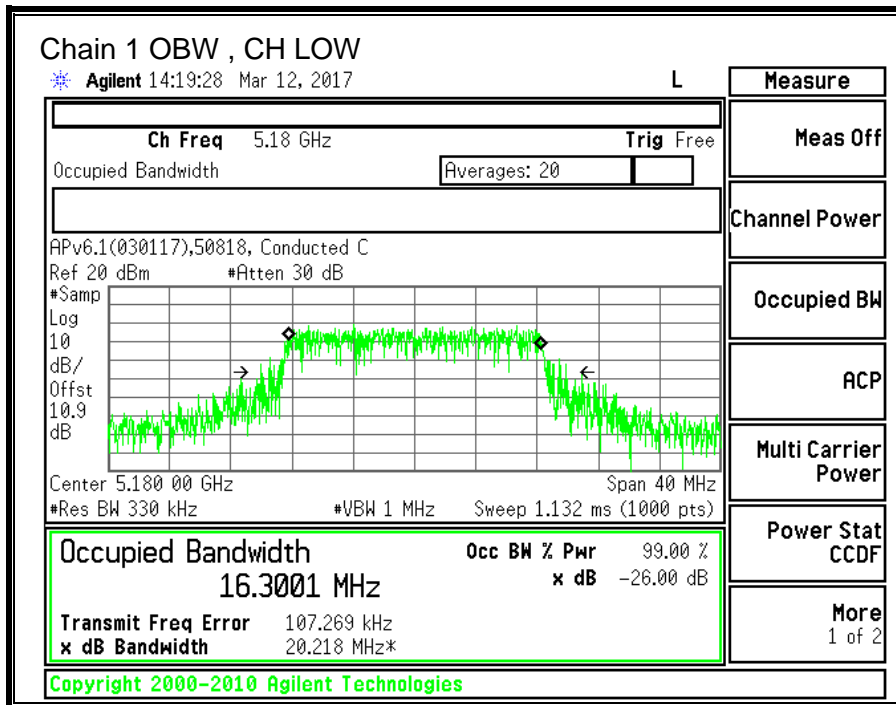 Chain 1 OBW , CH LOW
Agilent 14:19:28 Mar 12, 2017 L
Measure
Ch Freq 5.18 GHz Trig Free
Occupied Bandwidth Averages: 20
APv6.1(030117),50818, Conducted C
Ref 20 dBm #Atten 30 dB
#Samp
Log
10
dB/
Offst
10.9
dB
Center 5.180 00 GHz Span 40 MHz
#Res BW 330 kHz #VBW 1 MHz Sweep 1.132 ms (1000 pts)
Occupied Bandwidth
16.3001 MHz
Occ BW % Pwr 99.00 %
x dB -26.00 dB
Transmit Freq Error 107.269 kHz
x dB Bandwidth 20.218 MHz*
Meas Off
Channel Power
Occupied BW
ACP
Multi Carrier
Power
Power Stat
CCDF
More
1 of 2
Copyright 2000-2010 Agilent Technologies